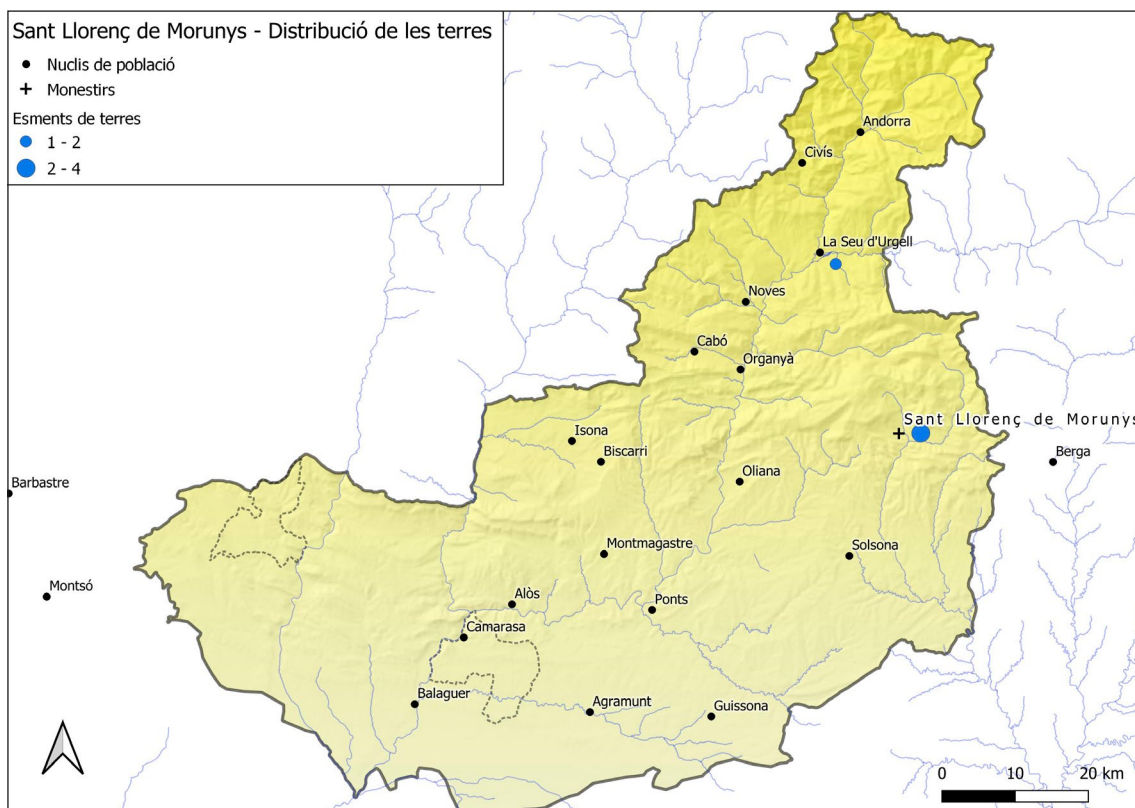 Sant Llorenç de Morunys - Distribució de les terres
Nuclis de població
Monestirs
Esments de terres
1 - 2
2 - 4
Andorra
Civís
La Seu d'Urgell
Noves
Cabó
Organyà
Sant Llorenç de Morunys
Isona
Biscarri
Berga
Oliana
Barbastre
Montmagastre
Solsona
Montsó
Alòs
Ponts
Camarasa
Balaguer
Agramunt
Guissona
0 10 20 km